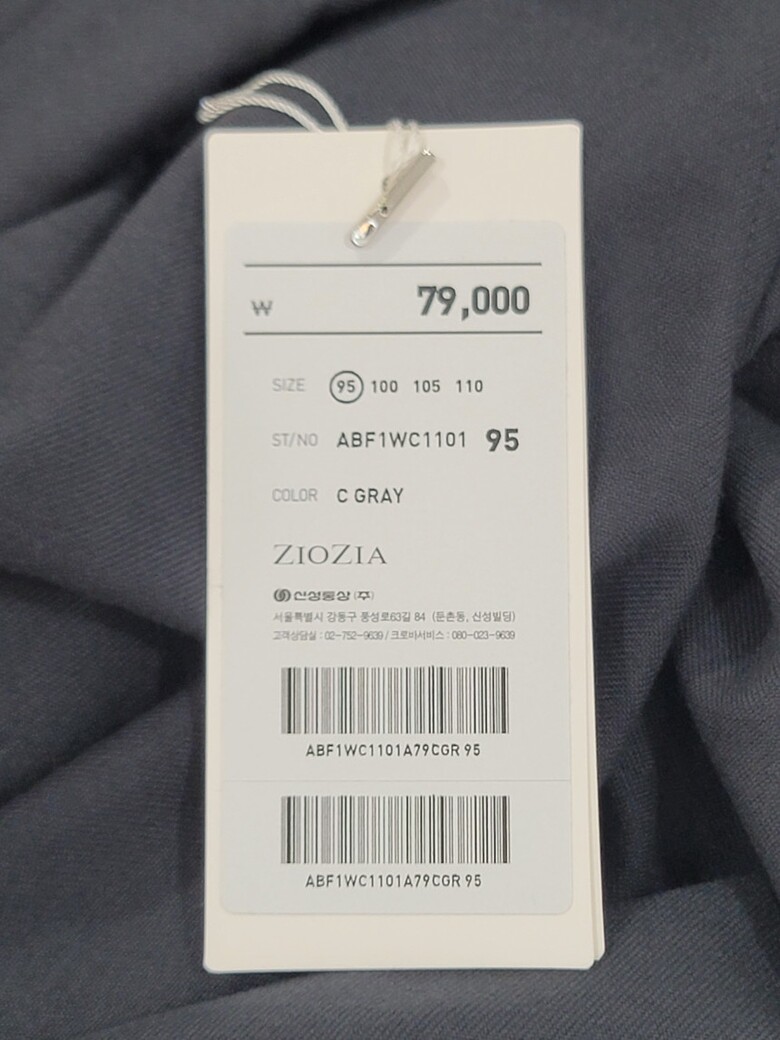 ₩ 79,000
SIZE 95 100 105 110
ST/NO ABF1WC1101 95
COLOR C GRAY
ZIOZIA
신성통상 (주)
서울특별시 강동구 풍성로63길 84 (둔촌동, 신성빌딩)
고객상담실 : 02-752-9639 / 크로바서비스 : 080-023-9639
ABF1WC1101A79CGR 95
ABF1WC1101A79CGR 95